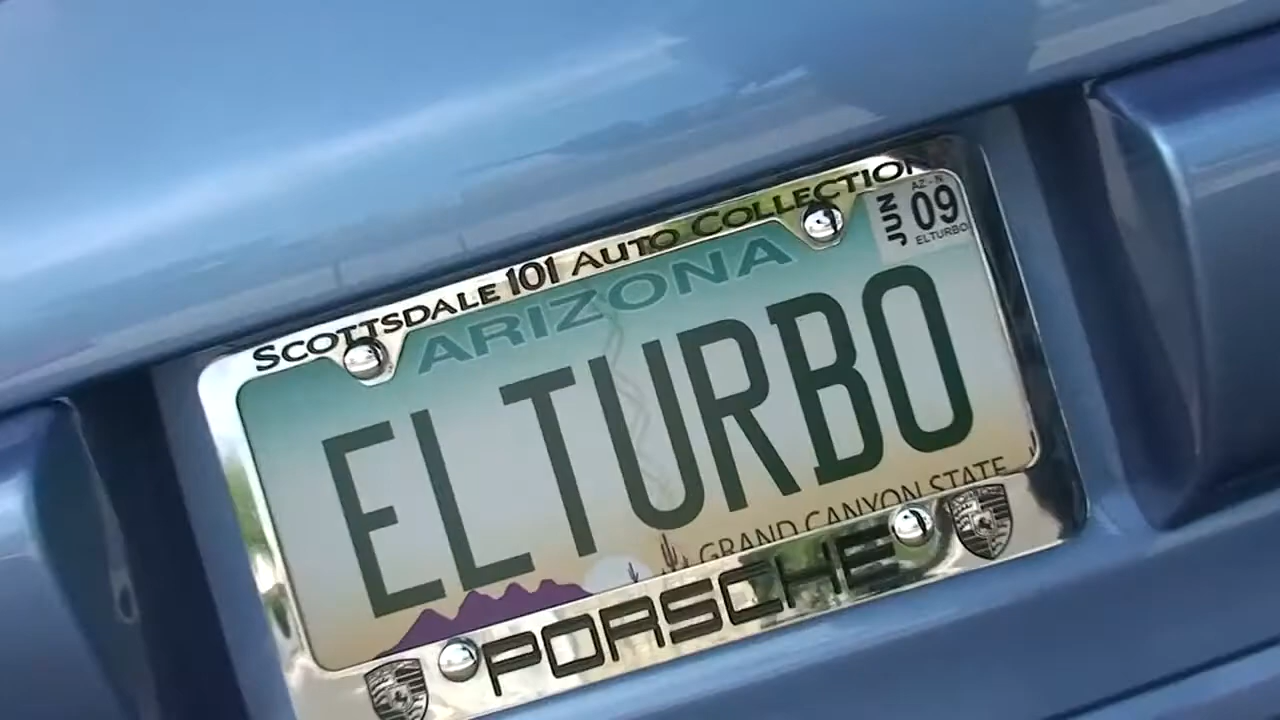 SCOTTSDALE 101 AUTO COLLECTION
AZ - N
JUN 09
ELTURBO
ARIZONA
ELTURBO
GRAND CANYON STATE
PORSCHE